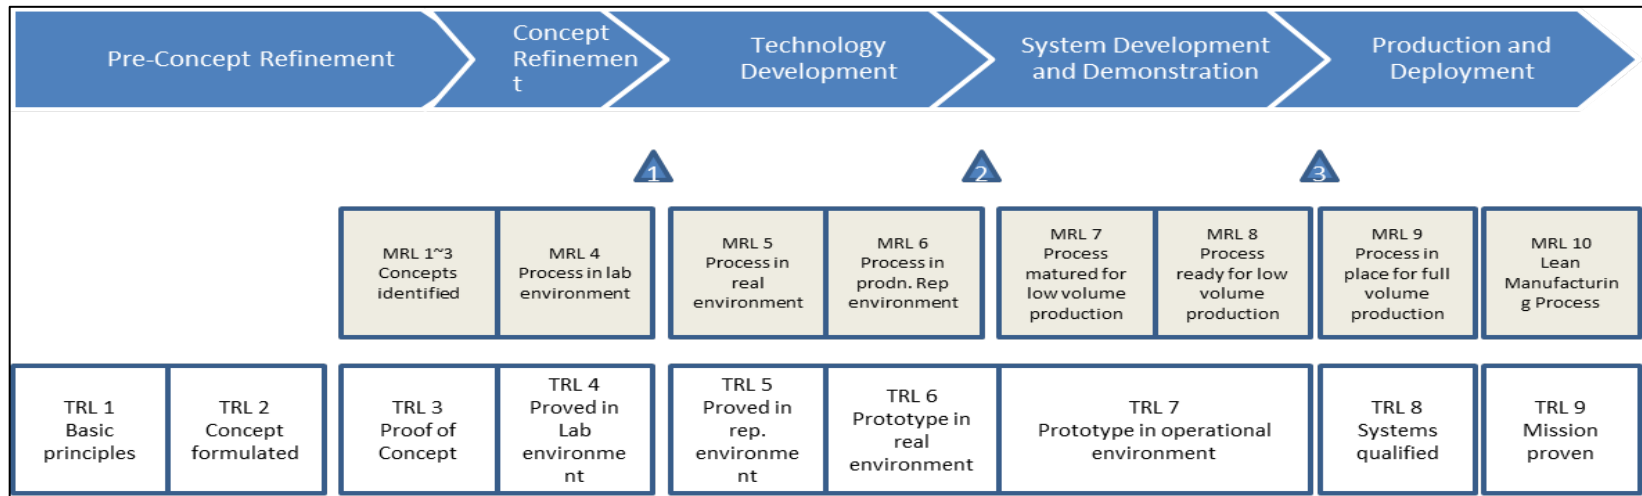 Pre-Concept Refinement
Concept
Refinemen
t
Technology
Development
System Development
and Demonstration
Production and
Deployment
1
2
3
MRL 1~3
Concepts
identified
MRL 4
Process in lab
environment
MRL 5
Process in
real
environment
MRL 6
Process in
prodn. Rep
environment
MRL 7
Process
matured for
low volume
production
MRL 8
Process
ready for low
volume
production
MRL 9
Process in
place for full
volume
production
MRL 10
Lean
Manufacturin
g Process
TRL 1
Basic
principles
TRL 2
Concept
formulated
TRL 3
Proof of
Concept
TRL 4
Proved in
Lab
environme
nt
TRL 5
Proved in
rep.
environme
nt
TRL 6
Prototype in
real
environment
TRL 7
Prototype in operational
environment
TRL 8
Systems
qualified
TRL 9
Mission
proven